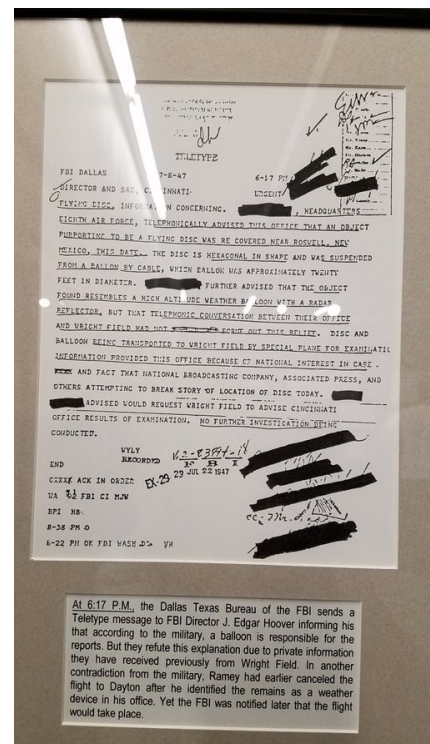 TELETYPE
FBI DALLAS 7-8-47 6-17 PM
DIRECTOR AND SAC, CINCINNATI URGENT
FLYING DISC, INFORMATION CONCERNING. , HEADQUARTERS
EIGHTH AIR FORCE, TELEPHONICALLY ADVISED THIS OFFICE THAT AN OBJECT
PURPORTING TO BE A FLYING DISC WAS RE COVERED NEAR ROSWELL, NEW
MEXICO, THIS DATE. THE DISC IS HEXAGONAL IN SHAPE AND WAS SUSPENDED
FROM A BALLON BY CABLE, WHICH BALLON WAS APPROXIMATELY TWENTY
FEET IN DIAMETER. FURTHER ADVISED THAT THE OBJECT
FOUND RESEMBLES A HIGH ALTITUDE WEATHER BALLOON WITH A RADAR
REFLECTOR, BUT THAT TELEPHONIC CONVERSATION BETWEEN THEIR OFFICE
AND WRIGHT FIELD HAD NOT BORNE OUT THIS BELIEF. DISC AND
BALLOON BEING TRANSPORTED TO WRIGHT FIELD BY SPECIAL PLANE FOR EXAMINATIO
INFORMATION PROVIDED THIS OFFICE BECAUSE OF NATIONAL INTEREST IN CASE.
AND FACT THAT NATIONAL BROADCASTING COMPANY, ASSOCIATED PRESS, AND
OTHERS ATTEMPTING TO BREAK STORY OF LOCATION OF DISC TODAY.
ADVISED WOULD REQUEST WRIGHT FIELD TO ADVISE CINCINNATI
OFFICE RESULTS OF EXAMINATION. NO FURTHER INVESTIGATION BEING
CONDUCTED.
WYLY
RECORDED
END
F B I
CXXX ACK IN ORDER
EX-29 23 JUL 22 1947
UA FBI CI MJW
BPI H8
8-38 PM O
6-22 PM OK FBI WASH DC
At 6:17 P.M., the Dallas Texas Bureau of the FBI sends a
Teletype message to FBI Director J. Edgar Hoover informing his
that according to the military, a balloon is responsible for the
reports. But they refute this explanation due to private information
they have received previously from Wright Field. In another
contradiction from the military, Ramey had earlier canceled the
flight to Dayton after he identified the remains as a weather
device in his office. Yet the FBI was notified later that the flight
would take place.